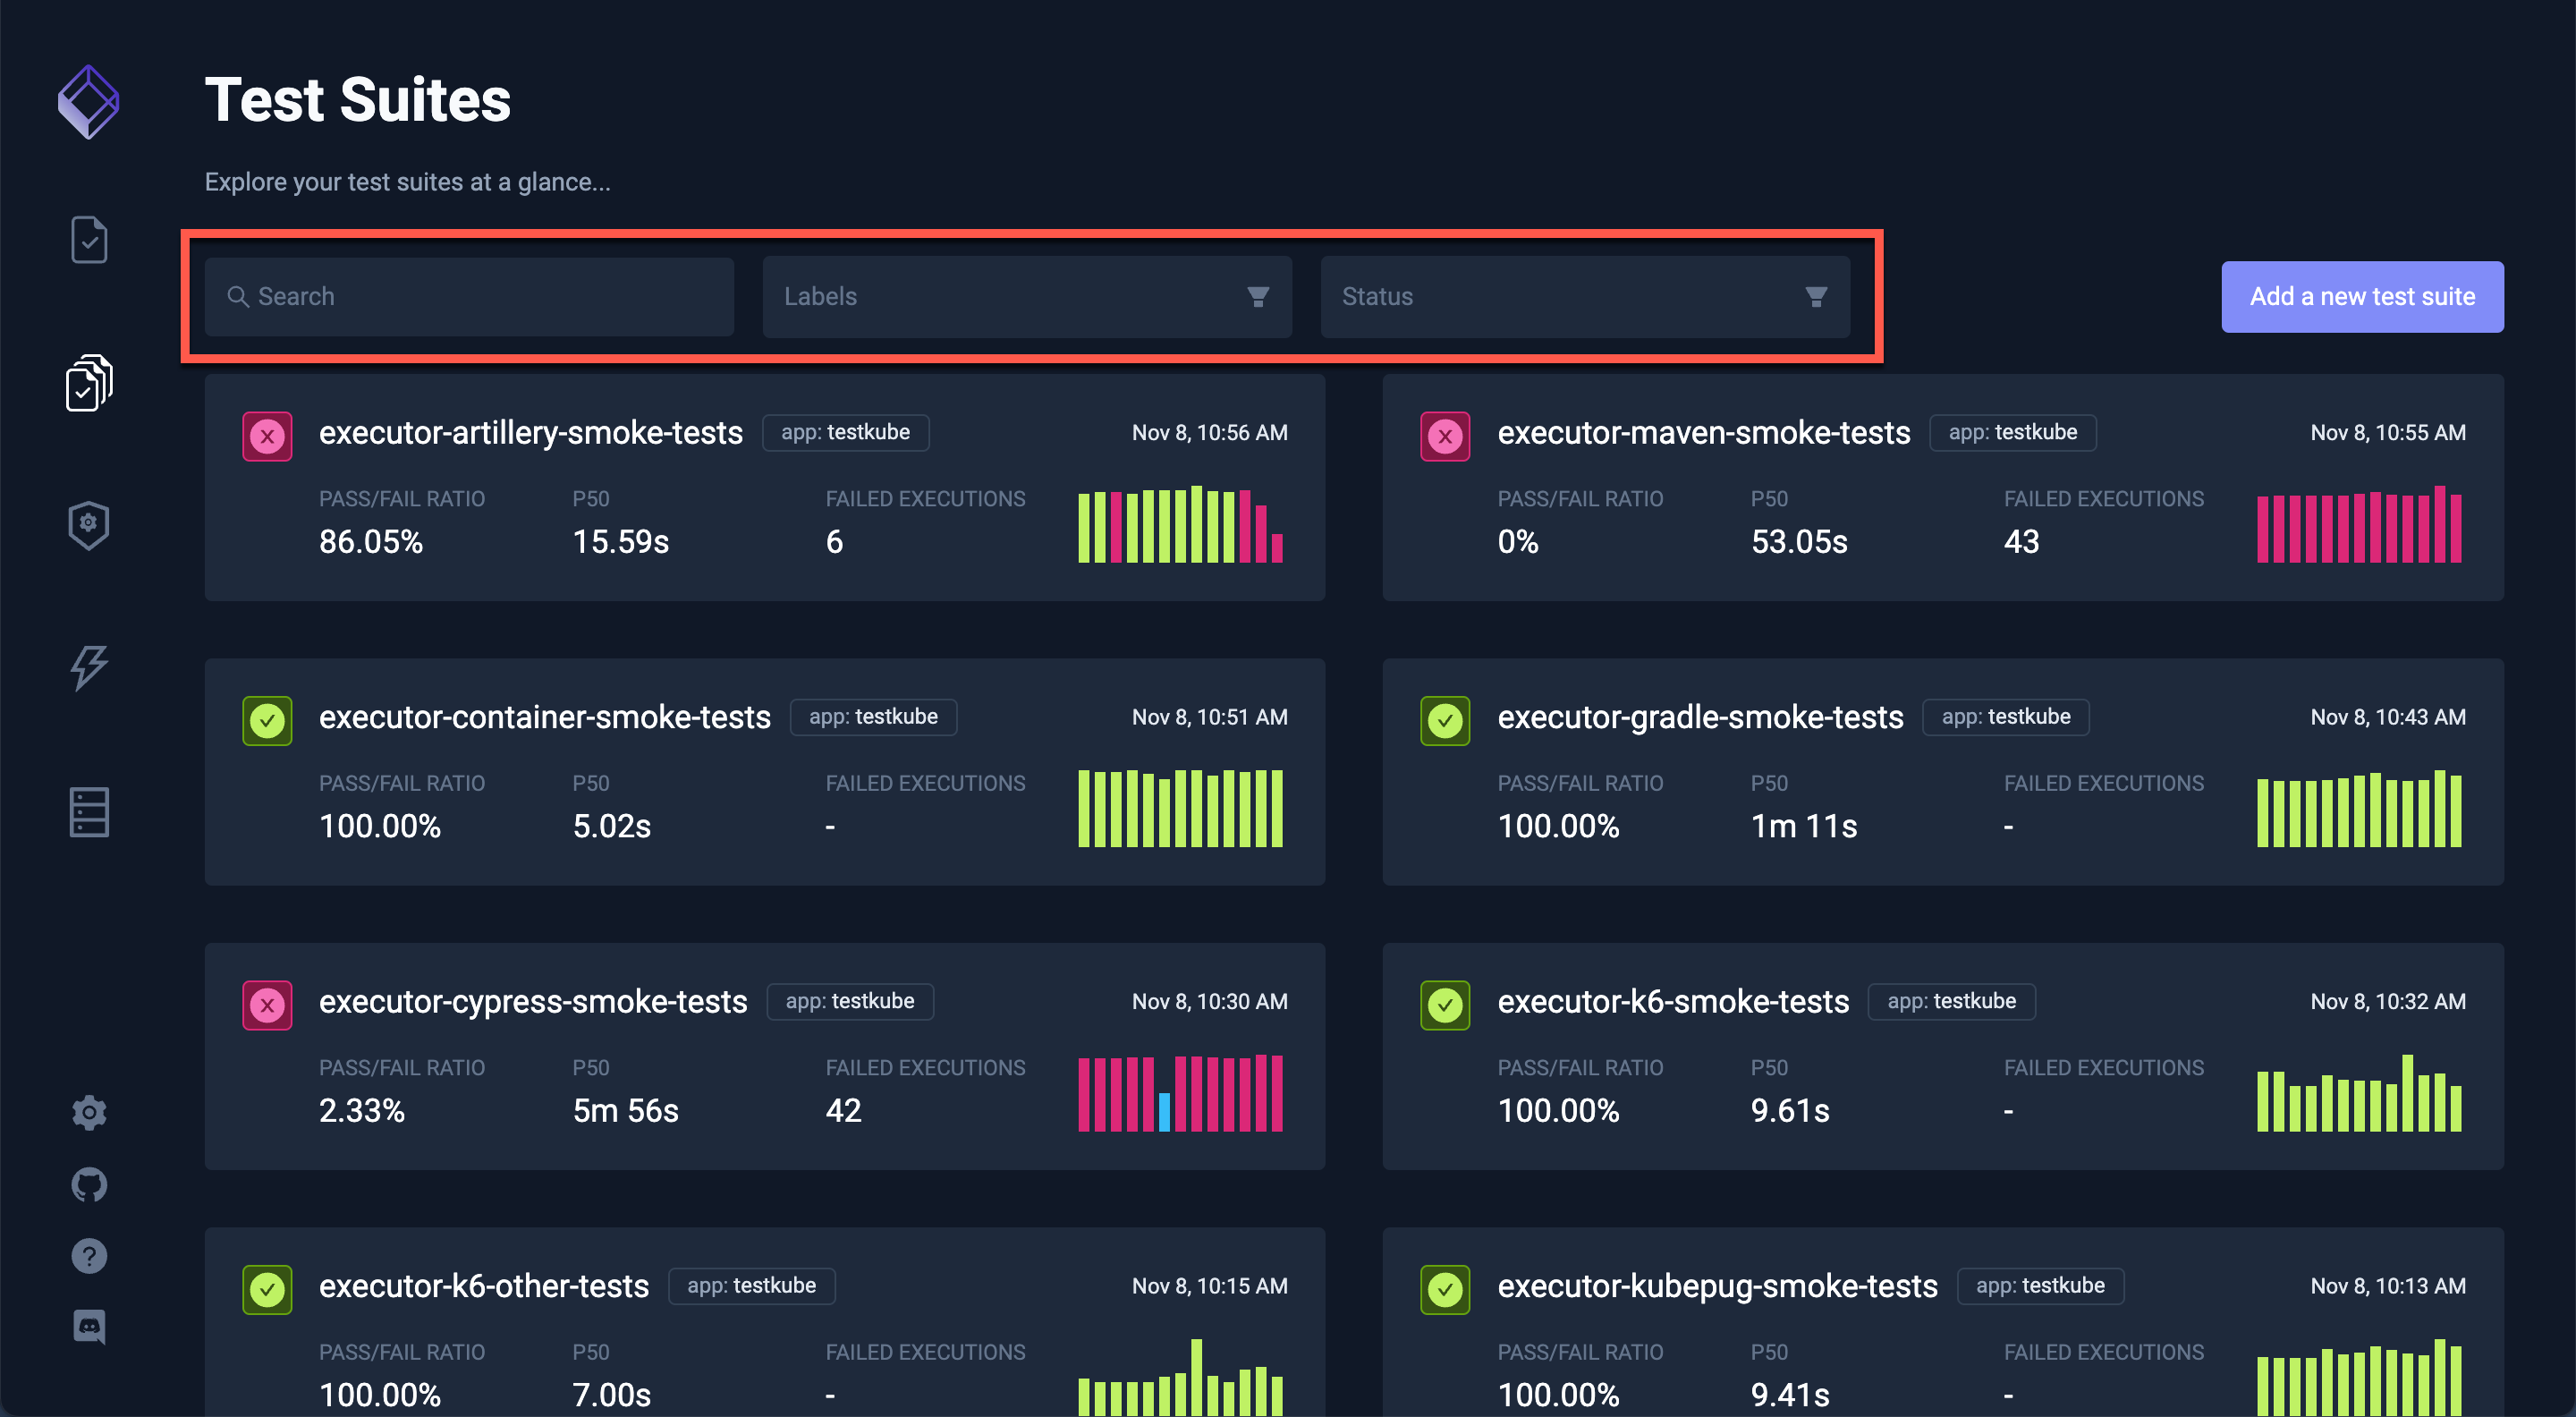 Test Suites
Explore your test suites at a glance...
Search
Labels
Status
Add a new test suite
executor-artillery-smoke-tests app: testkube Nov 8, 10:56 AM
PASS/FAIL RATIO P50 FAILED EXECUTIONS
86.05% 15.59s 6
executor-maven-smoke-tests app: testkube Nov 8, 10:55 AM
PASS/FAIL RATIO P50 FAILED EXECUTIONS
0% 53.05s 43
executor-container-smoke-tests app: testkube Nov 8, 10:51 AM
PASS/FAIL RATIO P50 FAILED EXECUTIONS
100.00% 5.02s -
executor-gradle-smoke-tests app: testkube Nov 8, 10:43 AM
PASS/FAIL RATIO P50 FAILED EXECUTIONS
100.00% 1m 11s -
executor-cypress-smoke-tests app: testkube Nov 8, 10:30 AM
PASS/FAIL RATIO P50 FAILED EXECUTIONS
2.33% 5m 56s 42
executor-k6-smoke-tests app: testkube Nov 8, 10:32 AM
PASS/FAIL RATIO P50 FAILED EXECUTIONS
100.00% 9.61s -
executor-k6-other-tests app: testkube Nov 8, 10:15 AM
PASS/FAIL RATIO P50 FAILED EXECUTIONS
100.00% 7.00s -
executor-kubepug-smoke-tests app: testkube Nov 8, 10:13 AM
PASS/FAIL RATIO P50 FAILED EXECUTIONS
100.00% 9.41s -